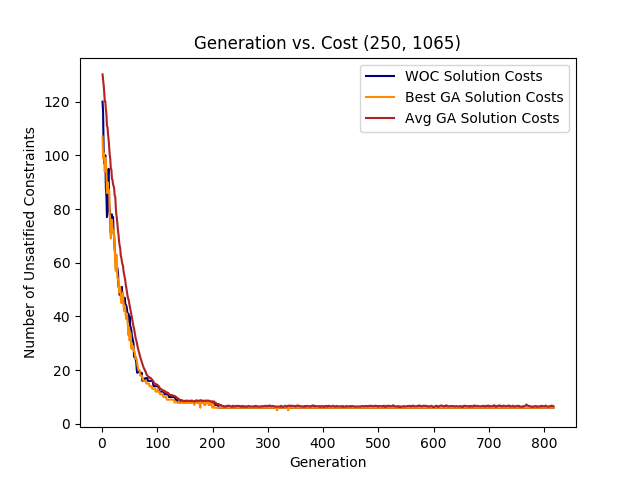 Generation vs. Cost (250, 1065)
WOC Solution Costs
Best GA Solution Costs
Avg GA Solution Costs
Number of Unsatified Constraints
120
100
80
60
40
20
0
0 100 200 300 400 500 600 700 800
Generation